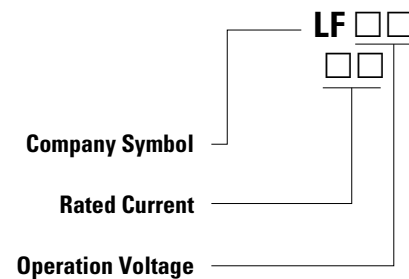 LF □□
□□
Company Symbol
Rated Current
Operation Voltage